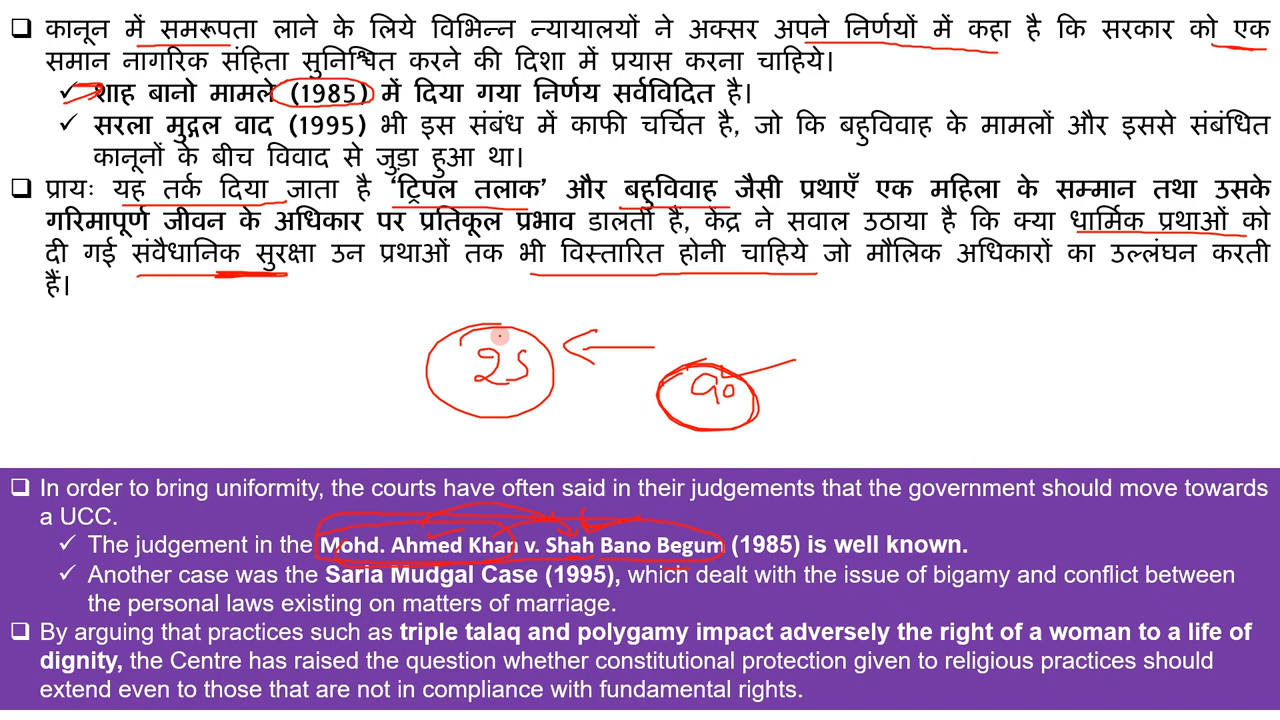 ❑ कानून में समरूपता लाने के लिये विभिन्न न्यायालयों ने अक्सर अपने निर्णयों में कहा है कि सरकार को एक
समान नागरिक संहिता सुनिश्चित करने की दिशा में प्रयास करना चाहिये।
✓ शाह बानो मामले (1985) में दिया गया निर्णय सर्वविदित है।
✓ सरला मुद्गल वाद (1995) भी इस संबंध में काफी चर्चित है, जो कि बहुविवाह के मामलों और इससे संबंधित
कानूनों के बीच विवाद से जुड़ा हुआ था।
❑ प्रायः यह तर्क दिया जाता है ‘ट्रिपल तलाक’ और बहुविवाह जैसी प्रथाएँ एक महिला के सम्मान तथा उसके
गरिमापूर्ण जीवन के अधिकार पर प्रतिकूल प्रभाव डालती हैं, केंद्र ने सवाल उठाया है कि क्या धार्मिक प्रथाओं को
दी गई संवैधानिक सुरक्षा उन प्रथाओं तक भी विस्तारित होनी चाहिये जो मौलिक अधिकारों का उल्लंघन करती
हैं।
25
90
❑ In order to bring uniformity, the courts have often said in their judgements that the government should move towards
a UCC.
✓ The judgement in the Mohd. Ahmed Khan v. Shah Bano Begum (1985) is well known.
✓ Another case was the Sarla Mudgal Case (1995), which dealt with the issue of bigamy and conflict between
the personal laws existing on matters of marriage.
❑ By arguing that practices such as triple talaq and polygamy impact adversely the right of a woman to a life of
dignity, the Centre has raised the question whether constitutional protection given to religious practices should
extend even to those that are not in compliance with fundamental rights.